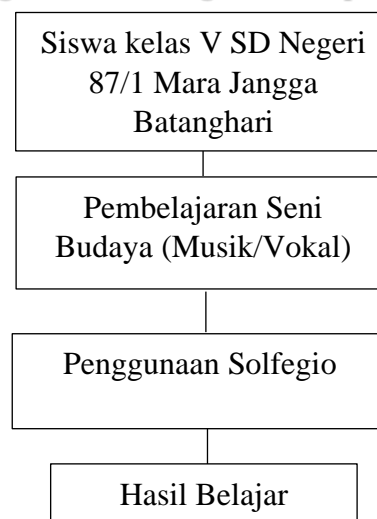 Siswa kelas V SD Negeri
87/1 Mara Jangga
Batanghari
Pembelajaran Seni
Budaya (Musik/Vokal)
Penggunaan Solfegio
Hasil Belajar